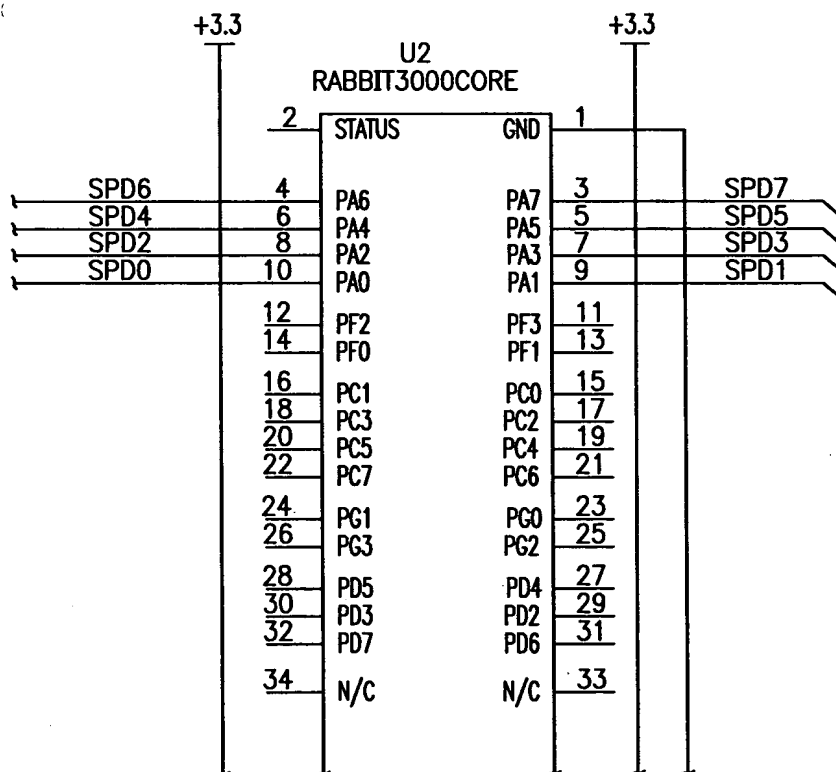 +3.3 +3.3
U2
RABBIT3000CORE
2 STATUS GND 1
SPD6 4 PA6 PA7 3 SPD7
SPD4 6 PA4 PA5 5 SPD5
SPD2 8 PA2 PA3 7 SPD3
SPD0 10 PA0 PA1 9 SPD1
12 PF2 PF3 11
14 PF0 PF1 13
16 PC1 PC0 15
18 PC3 PC2 17
20 PC5 PC4 19
22 PC7 PC6 21
24 PG1 PG0 23
26 PG3 PG2 25
28 PD5 PD4 27
30 PD3 PD2 29
32 PD7 PD6 31
34 N/C N/C 33